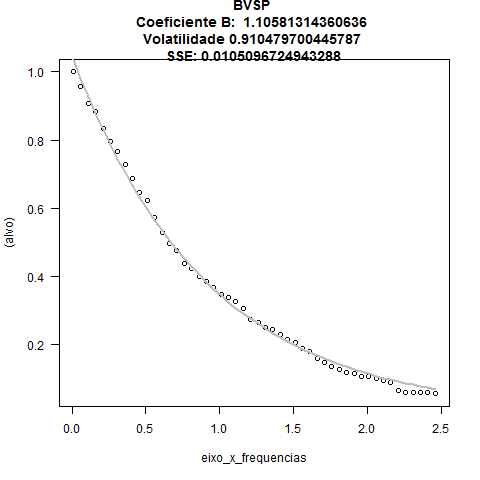 BVSP
Coeficiente B:  1.10581314360636
Volatilidade 0.910479700445787
SSE: 0.0105096724943288
1.0
0.8
0.6
0.4
0.2
(alvo)
0.0 0.5 1.0 1.5 2.0 2.5
eixo_x_frequencias